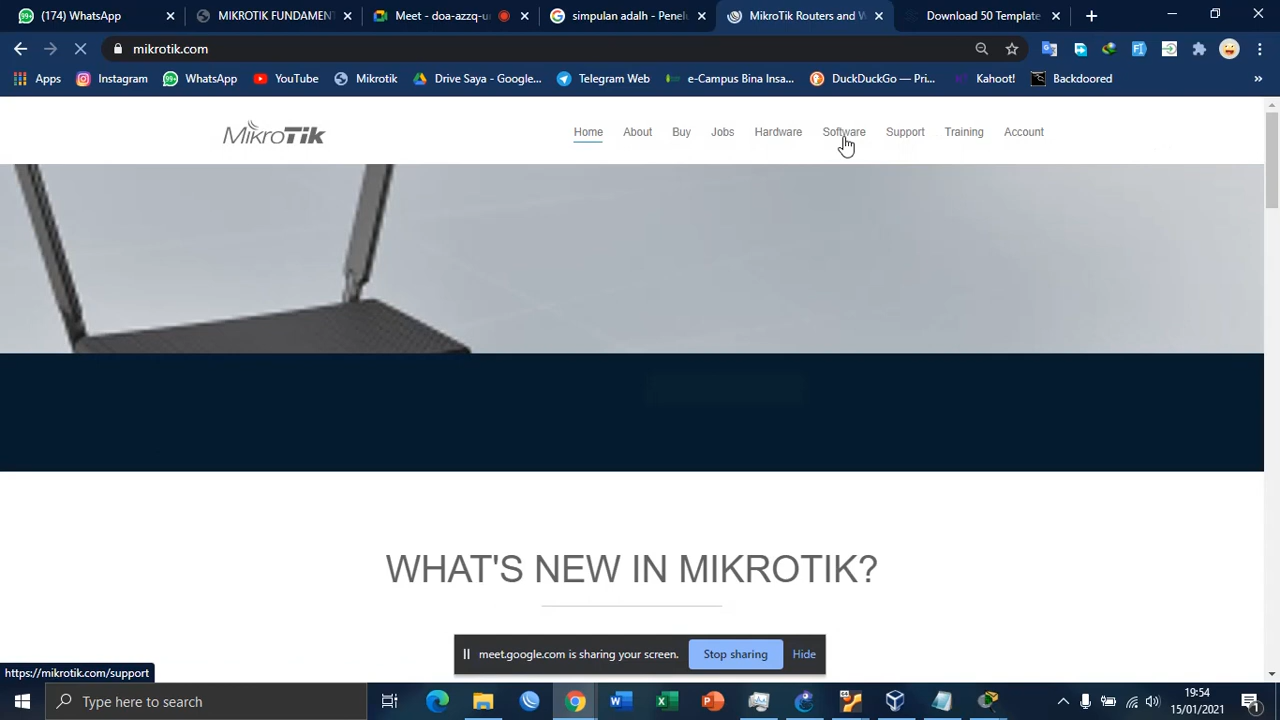 (174) WhatsApp
MIKROTIK FUNDAMEN
Meet - doa-azzq-u
simpulan adalh - Penelu
MikroTik Routers and W
Download 50 Template
mikrotik.com
Apps
Instagram
WhatsApp
YouTube
Mikrotik
Drive Saya - Google...
Telegram Web
e-Campus Bina Insa...
DuckDuckGo — Pri...
Kahoot!
Backdoored
MikroTik
Home
About
Buy
Jobs
Hardware
Software
Support
Training
Account
WHAT'S NEW IN MIKROTIK?
meet.google.com is sharing your screen.
Stop sharing
Hide
https://mikrotik.com/support
Type here to search
19:54
15/01/2021